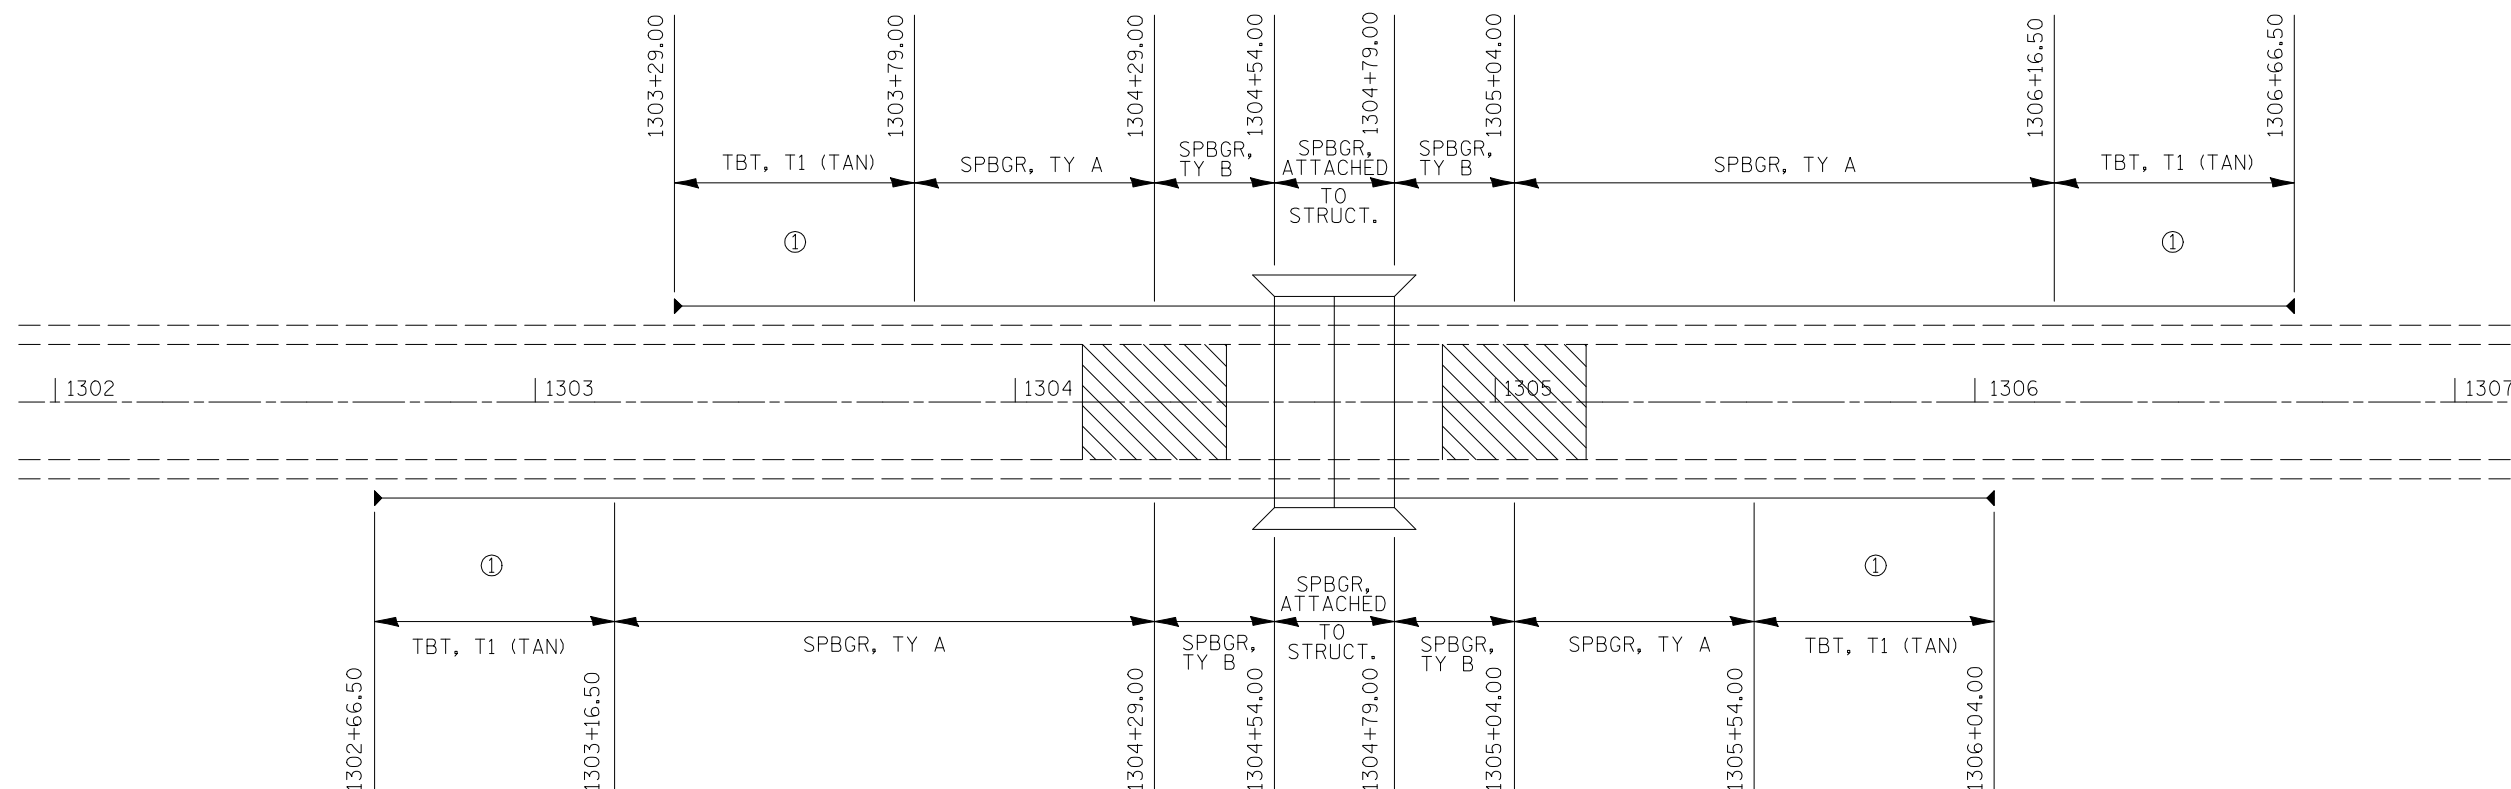 1303+29.00
1303+79.00
1304+29.00
1304+54.00
1304+79.00
1305+04.00
1306+16.50
1306+66.50
TBT, T1 (TAN)
SPBGR, TY A
SPBGR,
TY B
SPBGR,
ATTACHED
TO
STRUCT.
SPBGR,
TY B
SPBGR, TY A
TBT, T1 (TAN)
1
1
1302
1303
1304
1305
1306
1307
1
1
TBT, T1 (TAN)
SPBGR, TY A
SPBGR,
TY B
SPBGR,
ATTACHED
TO
STRUCT.
SPBGR,
TY B
SPBGR, TY A
TBT, T1 (TAN)
1302+66.50
1303+16.50
1304+29.00
1304+54.00
1304+79.00
1305+04.00
1305+54.00
1306+04.00